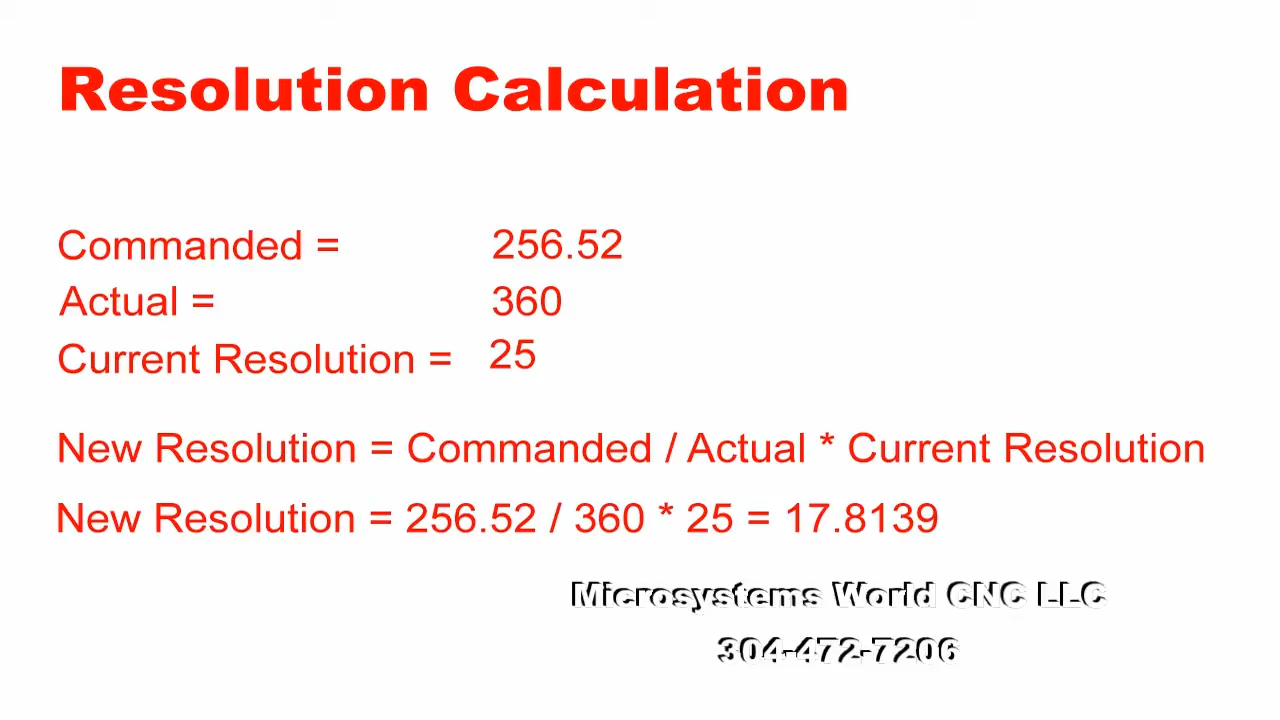 Resolution Calculation
Commanded = 256.52
Actual = 360
Current Resolution = 25
New Resolution = Commanded / Actual * Current Resolution
New Resolution = 256.52 / 360 * 25 = 17.8139
Microsystems World CNC LLC
304-472-7206